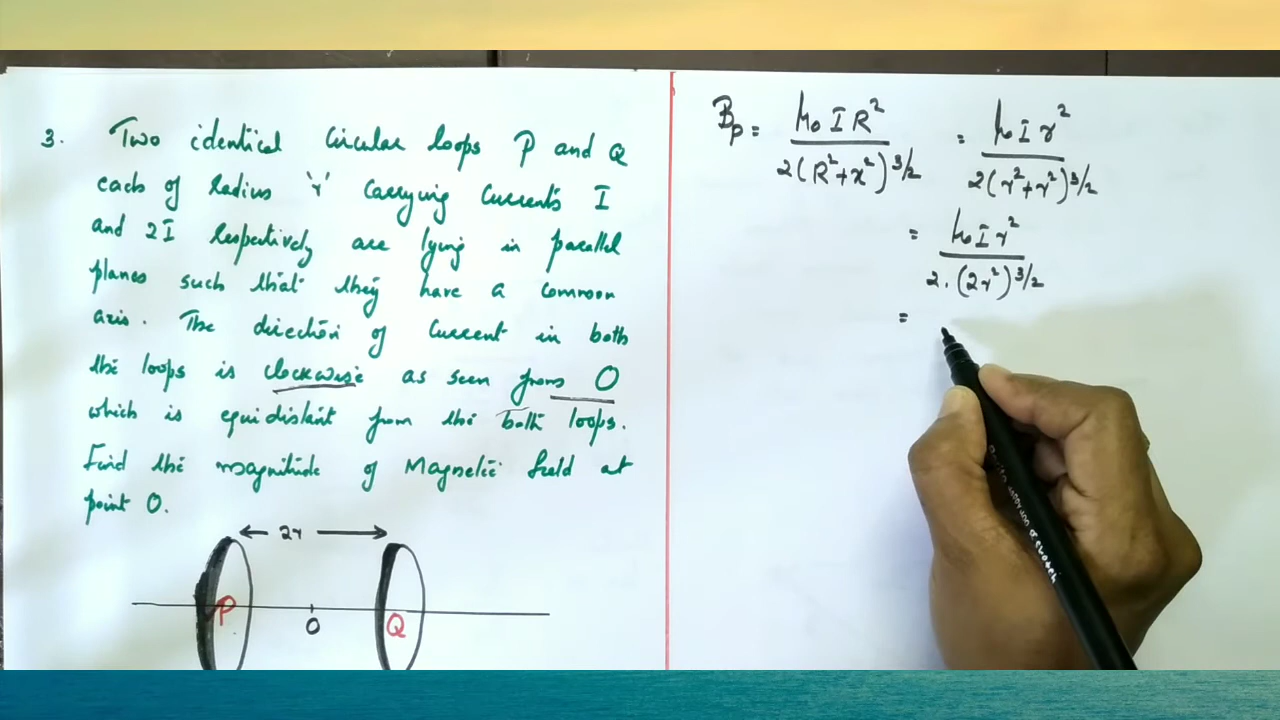 3. Two identical Circular loops P and Q
each of radius 'r' Carrying Currents I
and 2I respectively are lying in parallel
planes such that they have a common
axis. The direction of Current in both
the loops is clockwise as seen from O
which is equidistant from the both loops.
Find the magnitude of Magnetic field at
point O.
← 2r →
P O Q
Bp = μ₀ I R² / 2(R²+x²)^3/2 = μ₀ I r² / 2(r²+r²)^3/2
= μ₀ I r² / 2.(2r²)^3/2
=